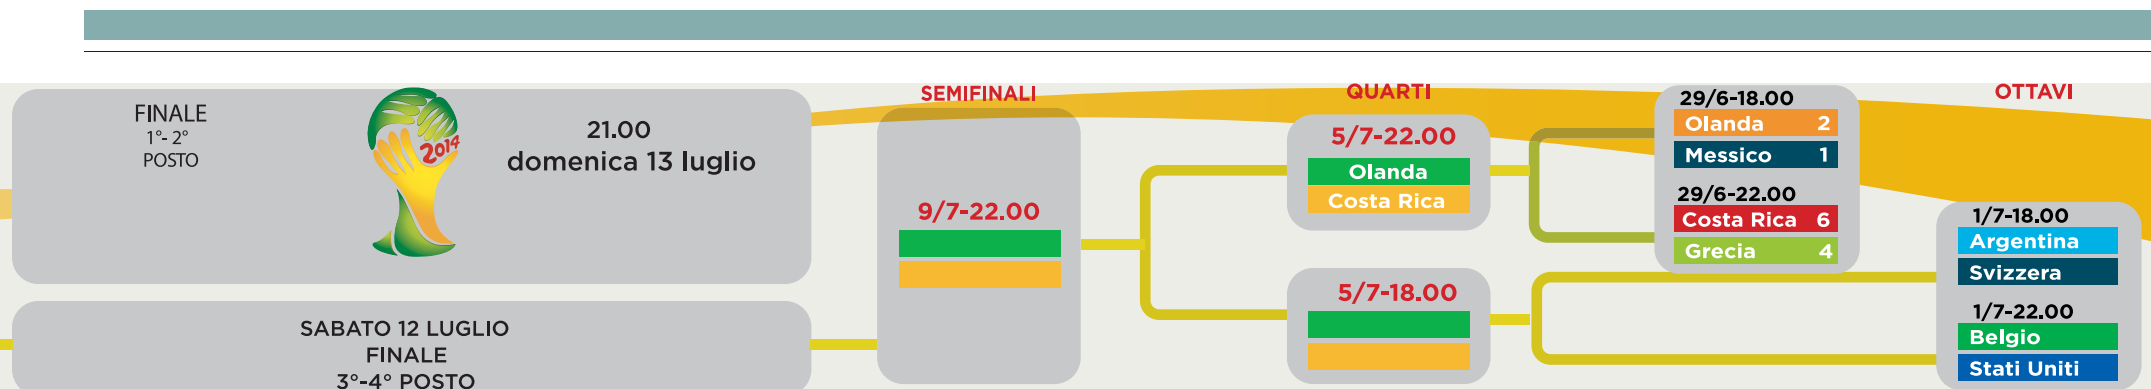 FINALE
1°- 2°
POSTO
2014
21.00
domenica 13 luglio
SABATO 12 LUGLIO
FINALE
3°-4° POSTO
SEMIFINALI
9/7-22.00
QUARTI
5/7-22.00
Olanda
Costa Rica
5/7-18.00
29/6-18.00
Olanda 2
Messico 1
29/6-22.00
Costa Rica 6
Grecia 4
OTTAVI
1/7-18.00
Argentina
Svizzera
1/7-22.00
Belgio
Stati Uniti